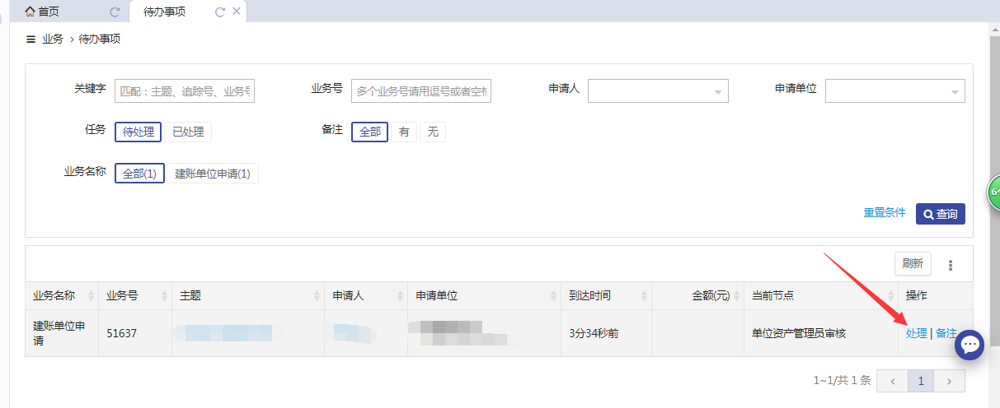 首页 待办事项
业务 > 待办事项
关键字 匹配：主题、追踪号、业务号 业务号 多个业务号请用逗号或者空格 申请人 申请单位
任务 待处理 已处理 备注 全部 有 无
业务名称 全部(1) 建账单位申请(1)
重置条件 查询
刷新
业务名称 业务号 主题 申请人 申请单位 到达时间 金额(元) 当前节点 操作
建账单位申
请 51637 3分34秒前 单位资产管理员审核 处理 | 备注
1~1/共 1 条 < 1 >
64